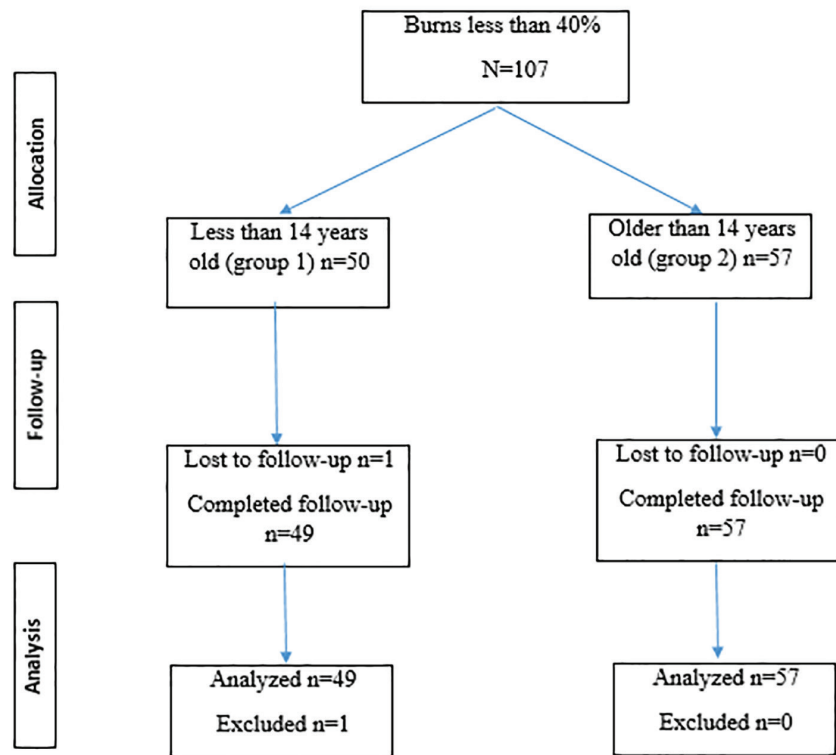 Burns less than 40%
N=107
Allocation
Less than 14 years
old (group 1) n=50
Older than 14 years
old (group 2) n=57
Follow-up
Lost to follow-up n=1
Completed follow-up
n=49
Lost to follow-up n=0
Completed follow-up
n=57
Analysis
Analyzed n=49
Excluded n=1
Analyzed n=57
Excluded n=0